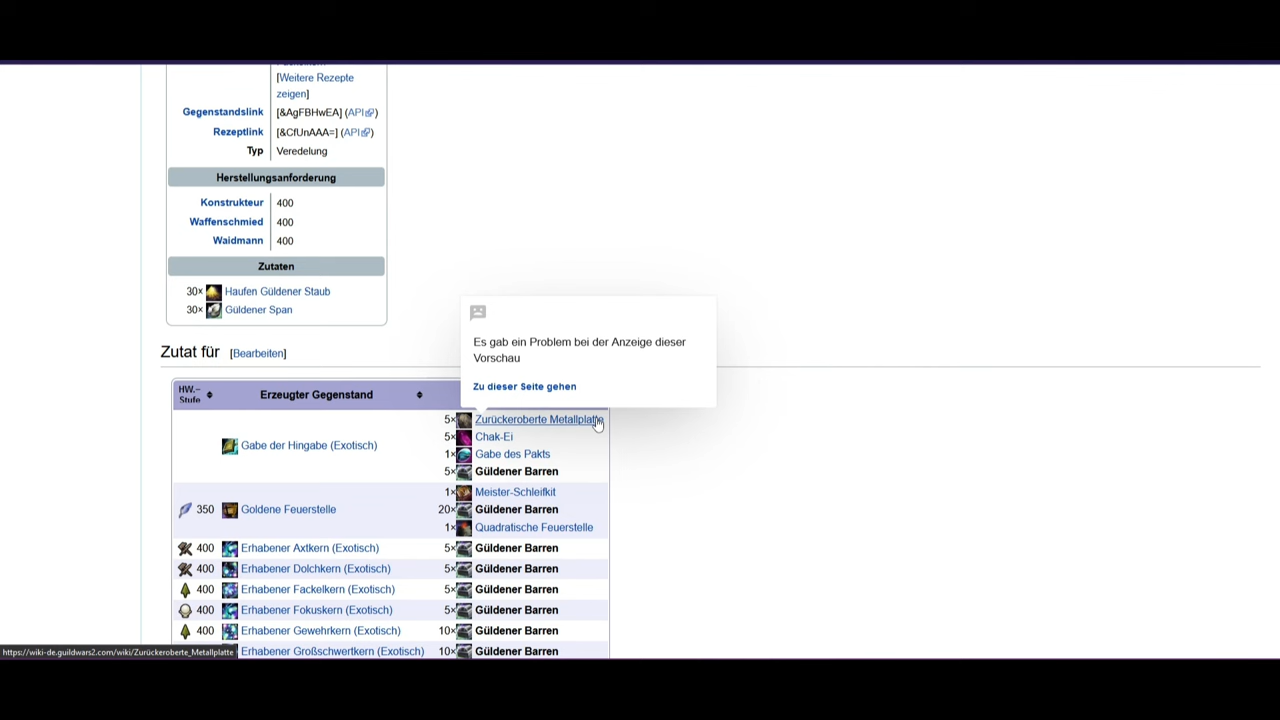 [Weitere Rezepte
zeigen]
Gegenstandslink [&AgFBHwEA] (API)
Rezeptlink [&CfUnAAA=] (API)
Typ Veredelung
Herstellungsanforderung
Konstrukteur 400
Waffenschmied 400
Waidmann 400
Zutaten
30× Haufen Güldener Staub
30× Güldener Span
Zutat für [Bearbeiten]
Es gab ein Problem bei der Anzeige dieser
Vorschau
Zu dieser Seite gehen
HW.-
Stufe
Erzeugter Gegenstand
5× Zurückeroberte Metallplatte
5× Chak-Ei
Gabe der Hingabe (Exotisch)
1× Gabe des Pakts
5× Güldener Barren
1× Meister-Schleifkit
350 Goldene Feuerstelle 20× Güldener Barren
1× Quadratische Feuerstelle
400 Erhabener Axtkern (Exotisch) 5× Güldener Barren
400 Erhabener Dolchkern (Exotisch) 5× Güldener Barren
400 Erhabener Fackelkern (Exotisch) 5× Güldener Barren
400 Erhabener Fokuskern (Exotisch) 5× Güldener Barren
400 Erhabener Gewehrkern (Exotisch) 10× Güldener Barren
Erhabener Großschwertkern (Exotisch) 10× Güldener Barren
https://wiki-de.guildwars2.com/wiki/Zurückeroberte_Metallplatte